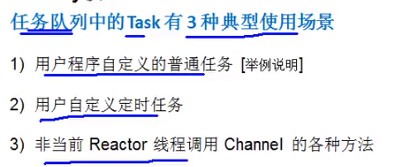 任务队列中的Task 有 3 种典型使用场景
1) 用户程序自定义的普通任务 [举例说明]
2) 用户自定义定时任务
3) 非当前 Reactor 线程调用 Channel 的各种方法